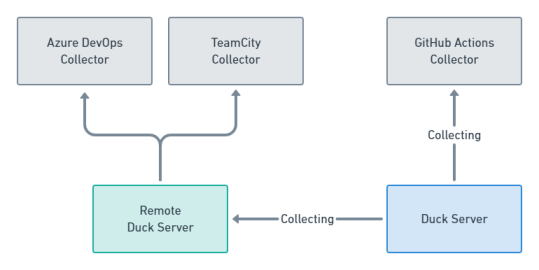 Azure DevOps
Collector
TeamCity
Collector
GitHub Actions
Collector
Collecting
Remote
Duck Server
Collecting
Duck Server